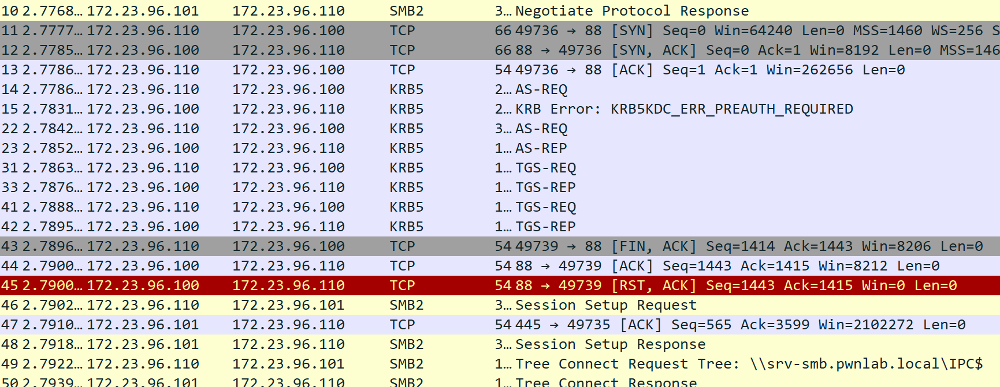 10 2.7768… 172.23.96.101 172.23.96.110 SMB2 3… Negotiate Protocol Response
11 2.7777… 172.23.96.110 172.23.96.100 TCP 66 49736 → 88 [SYN] Seq=0 Win=64240 Len=0 MSS=1460 WS=256 S
12 2.7785… 172.23.96.100 172.23.96.110 TCP 66 88 → 49736 [SYN, ACK] Seq=0 Ack=1 Win=8192 Len=0 MSS=146
13 2.7786… 172.23.96.110 172.23.96.100 TCP 54 49736 → 88 [ACK] Seq=1 Ack=1 Win=262656 Len=0
14 2.7786… 172.23.96.110 172.23.96.100 KRB5 2… AS-REQ
15 2.7831… 172.23.96.100 172.23.96.110 KRB5 2… KRB Error: KRB5KDC_ERR_PREAUTH_REQUIRED
22 2.7842… 172.23.96.110 172.23.96.100 KRB5 3… AS-REQ
23 2.7852… 172.23.96.100 172.23.96.110 KRB5 1… AS-REP
31 2.7863… 172.23.96.110 172.23.96.100 KRB5 1… TGS-REQ
33 2.7876… 172.23.96.100 172.23.96.110 KRB5 1… TGS-REP
41 2.7888… 172.23.96.110 172.23.96.100 KRB5 1… TGS-REQ
42 2.7895… 172.23.96.100 172.23.96.110 KRB5 1… TGS-REP
43 2.7896… 172.23.96.110 172.23.96.100 TCP 54 49739 → 88 [FIN, ACK] Seq=1414 Ack=1443 Win=8206 Len=0
44 2.7900… 172.23.96.100 172.23.96.110 TCP 54 88 → 49739 [ACK] Seq=1443 Ack=1415 Win=8212 Len=0
45 2.7900… 172.23.96.100 172.23.96.110 TCP 54 88 → 49739 [RST, ACK] Seq=1443 Ack=1415 Win=0 Len=0
46 2.7902… 172.23.96.110 172.23.96.101 SMB2 3… Session Setup Request
47 2.7910… 172.23.96.101 172.23.96.110 TCP 54 445 → 49735 [ACK] Seq=565 Ack=3599 Win=2102272 Len=0
48 2.7918… 172.23.96.101 172.23.96.110 SMB2 3… Session Setup Response
49 2.7922… 172.23.96.110 172.23.96.101 SMB2 1… Tree Connect Request Tree: \\srv-smb.pwnlab.local\IPC$
50 2.7939… 172.23.96.101 172.23.96.110 SMB2 1… Tree Connect Response